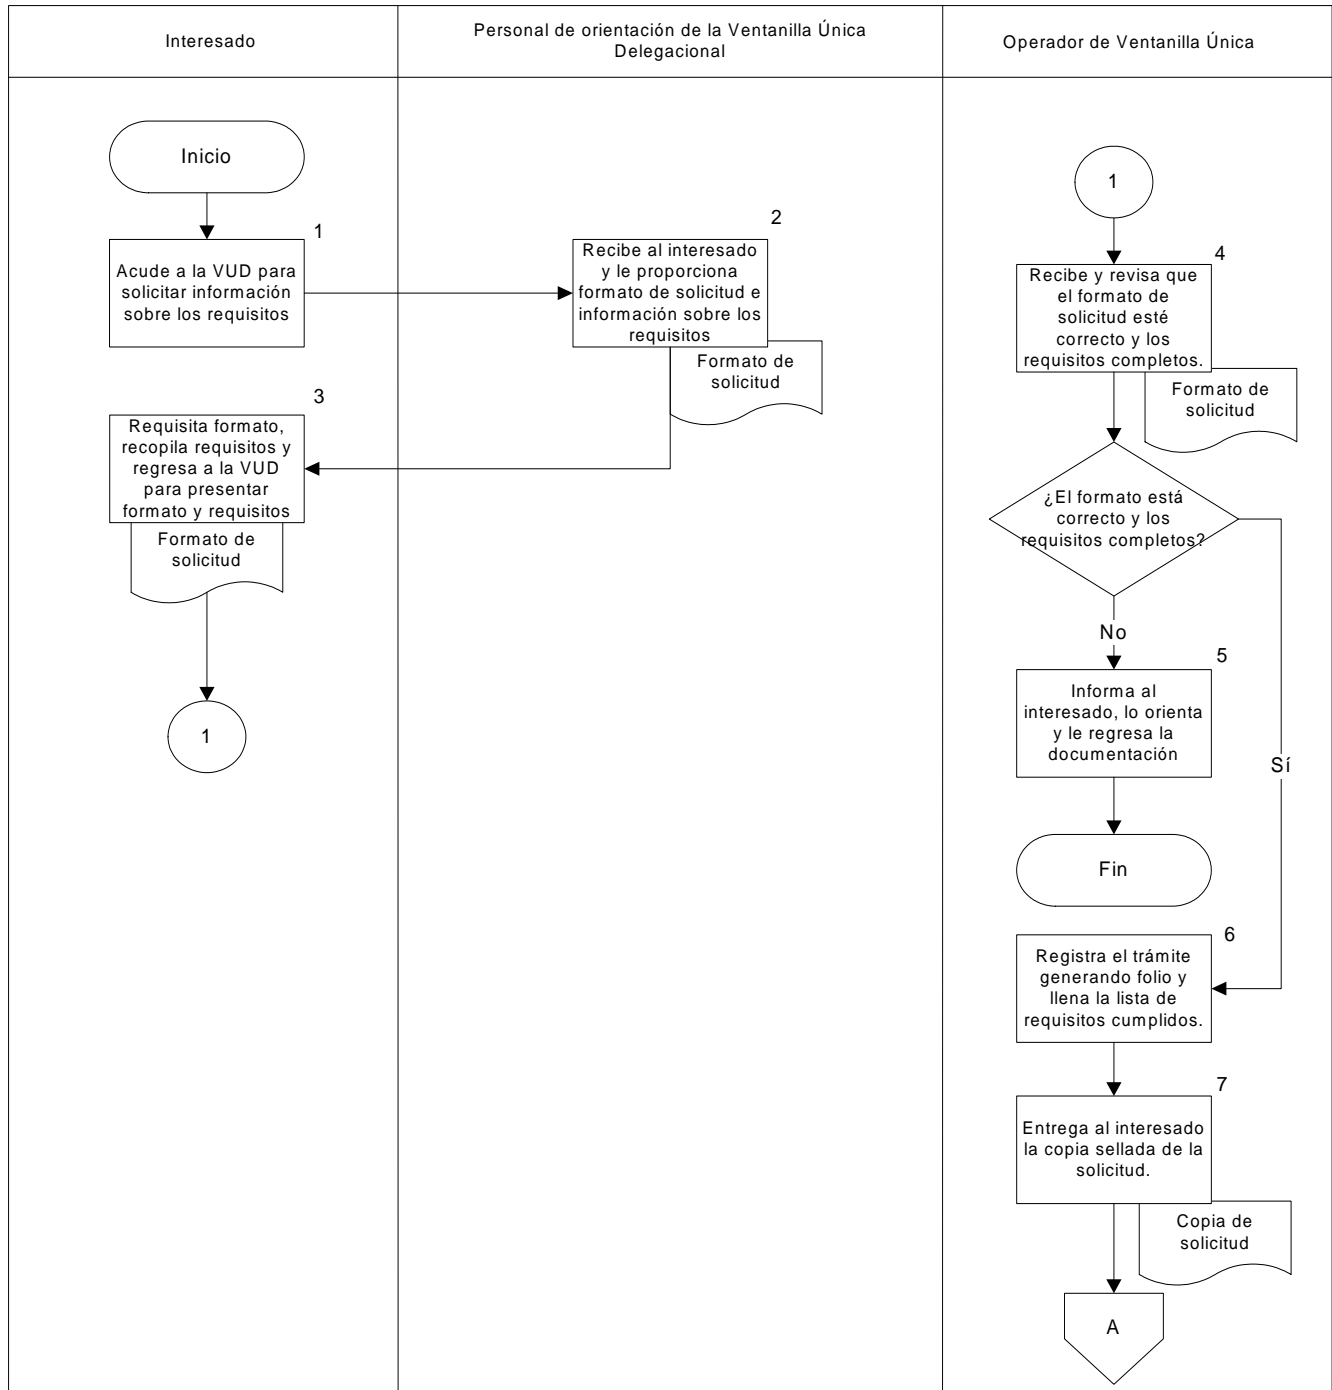 Interesado
Personal de orientación de la Ventanilla Única
Delegacional
Operador de Ventanilla Única
Inicio
1
Acude a la VUD para
solicitar información
sobre los requisitos
2
Recibe al interesado
y le proporciona
formato de solicitud e
información sobre los
requisitos
Formato de
solicitud
3
Requisita formato,
recopila requisitos y
regresa a la VUD
para presentar
formato y requisitos
Formato de
solicitud
1
1
4
Recibe y revisa que
el formato de
solicitud esté
correcto y los
requisitos completos.
Formato de
solicitud
¿El formato está
correcto y los
requisitos completos?
No
Sí
5
Informa al
interesado, lo orienta
y le regresa la
documentación
Fin
6
Registra el trámite
generando folio y
llena la lista de
requisitos cumplidos.
7
Entrega al interesado
la copia sellada de la
solicitud.
Copia de
solicitud
A